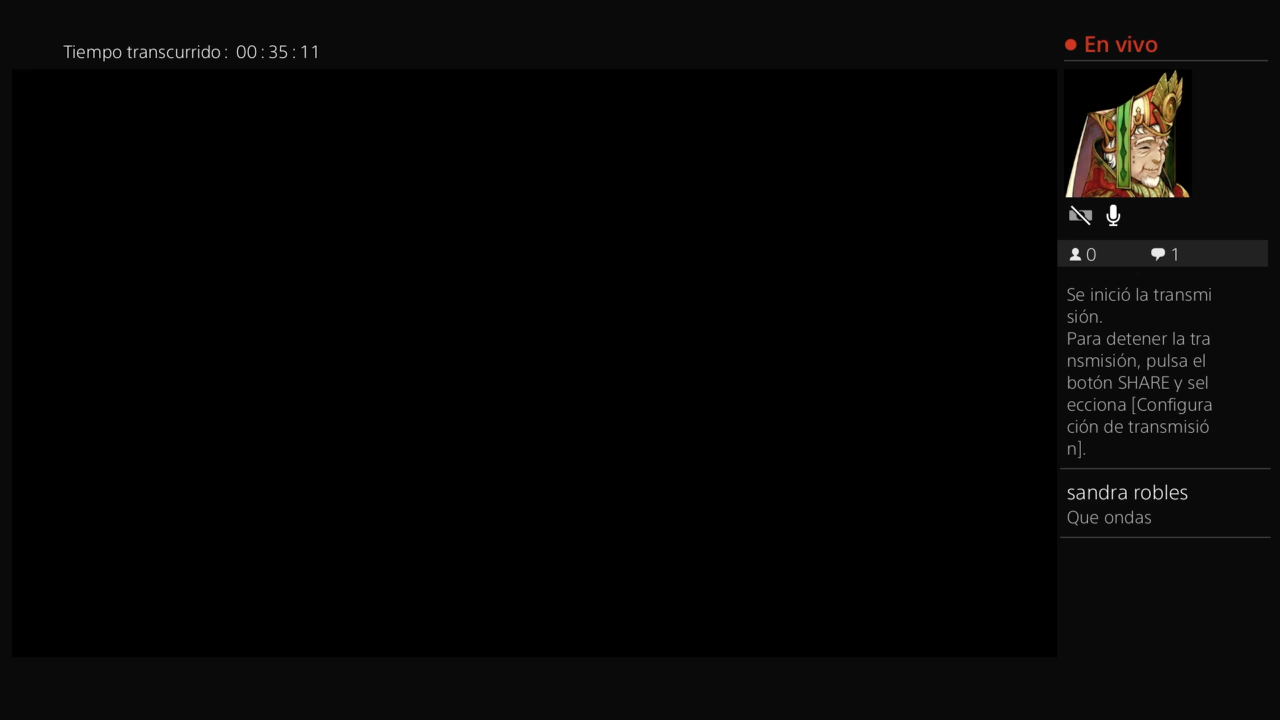 Tiempo transcurrido : 00 : 35 : 11
En vivo
0
1
Se inició la transmi
sión.
Para detener la tra
nsmisión, pulsa el
botón SHARE y sel
ecciona [Configura
ción de transmisió
n].
sandra robles
Que ondas